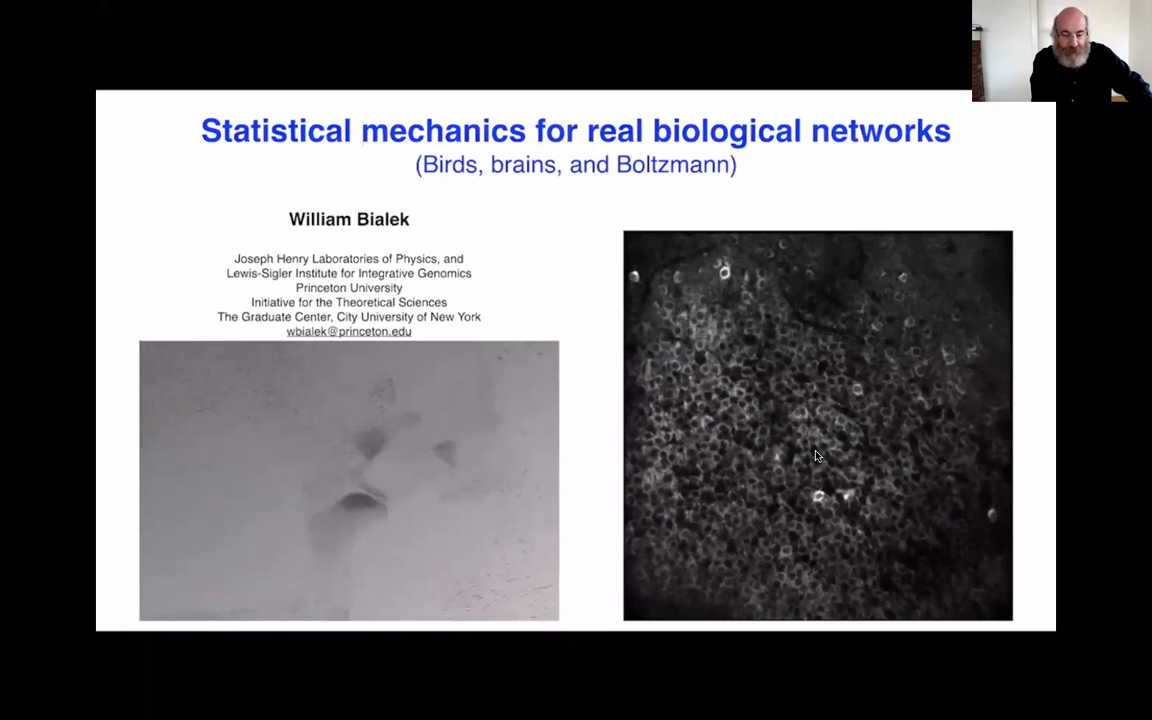 Statistical mechanics for real biological networks
(Birds, brains, and Boltzmann)
William Bialek
Joseph Henry Laboratories of Physics, and
Lewis-Sigler Institute for Integrative Genomics
Princeton University
Initiative for the Theoretical Sciences
The Graduate Center, City University of New York
wbialek@princeton.edu